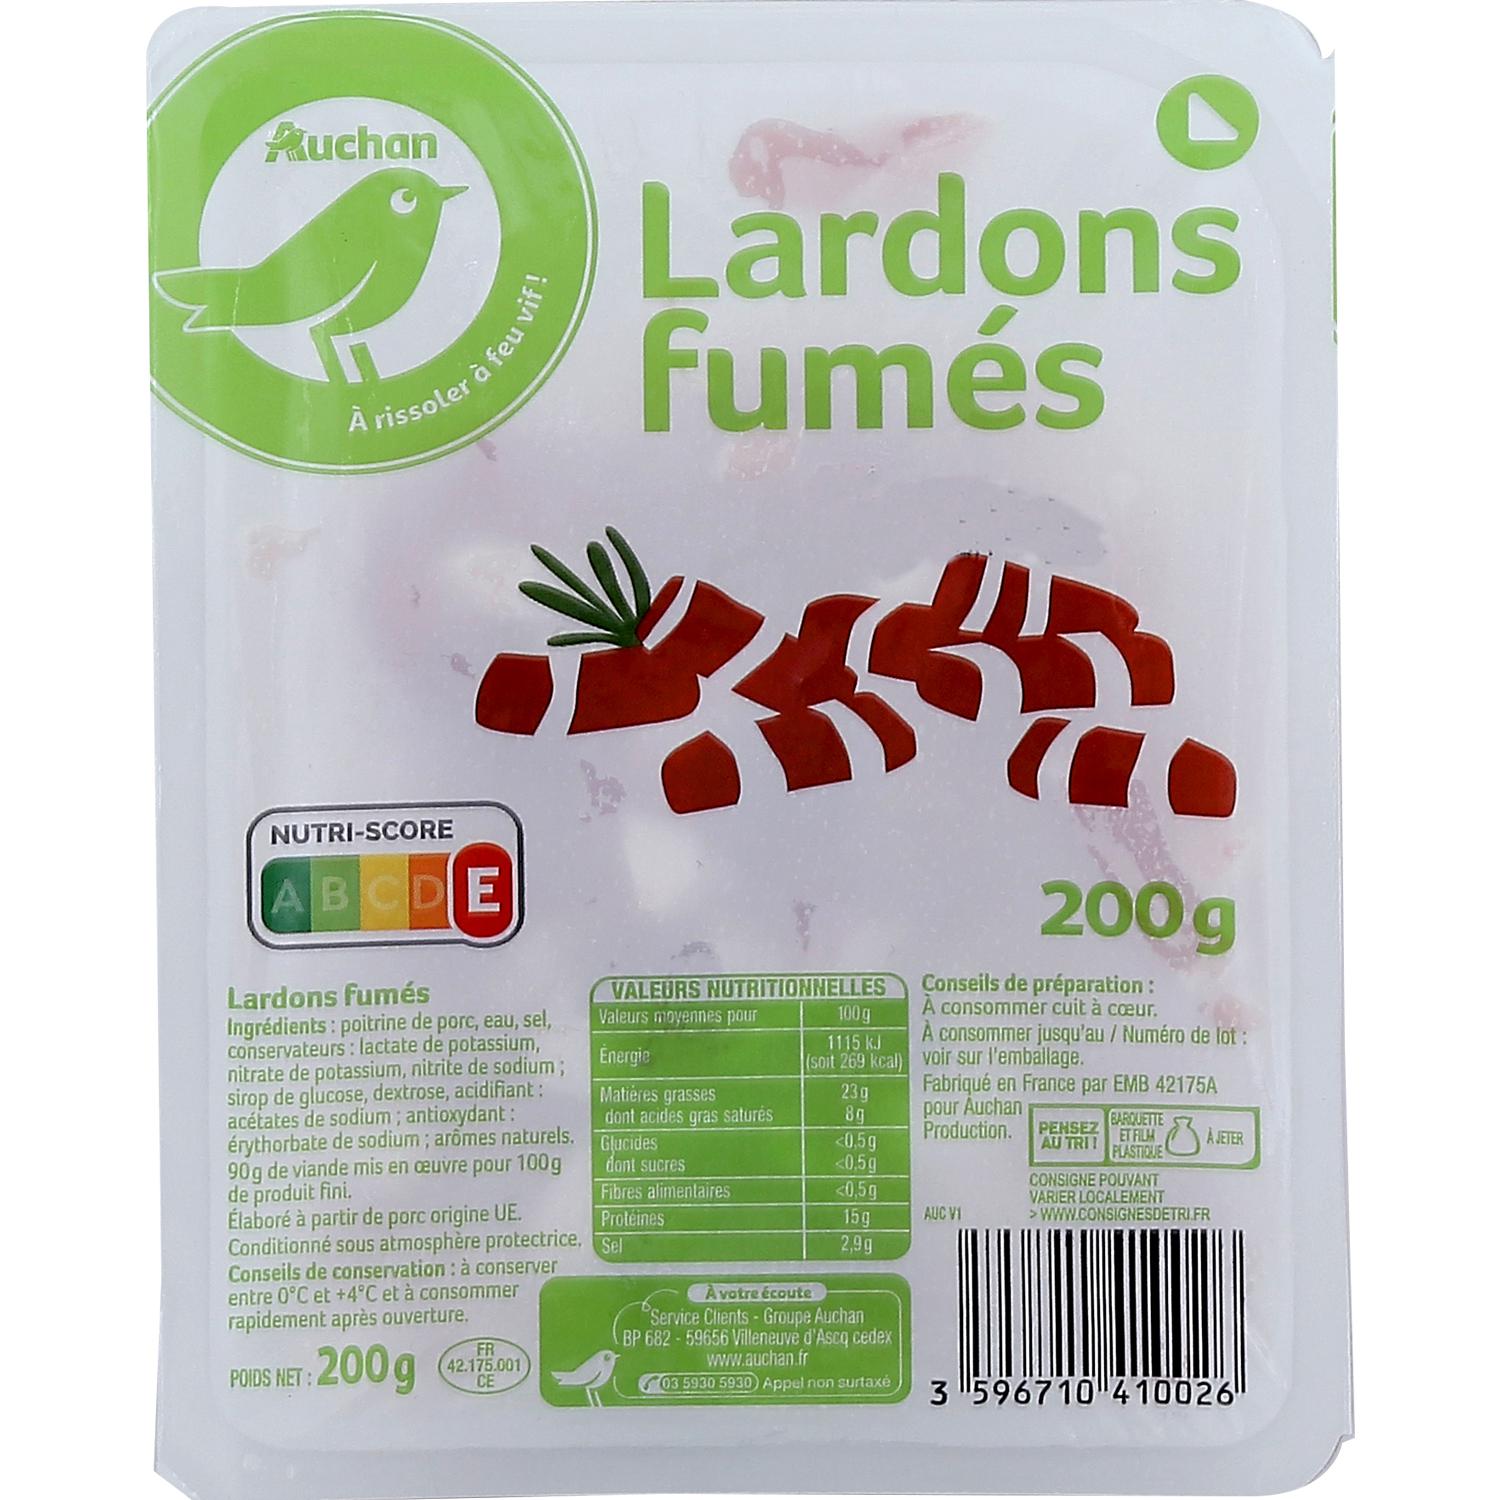 Auchan
À rissoler à feu vif !
Lardons
fumés
NUTRI-SCORE
A B C D E
200g
Lardons fumés
Ingrédients : poitrine de porc, eau, sel,
conservateurs : lactate de potassium,
nitrate de potassium, nitrite de sodium ;
sirop de glucose, dextrose, acidifiant :
acétates de sodium ; antioxydant :
érythorbate de sodium ; arômes naturels.
90g de viande mis en œuvre pour 100g
de produit fini.
Élaboré à partir de porc origine UE.
Conditionné sous atmosphère protectrice.
Conseils de conservation : à conserver
entre 0°C et +4°C et à consommer
rapidement après ouverture.
POIDS NET : 200g
FR
42.175.001
CE
VALEURS NUTRITIONNELLES
Valeurs moyennes pour 100g
Énergie 1115 kJ
(soit 269 kcal)
Matières grasses 23g
dont acides gras saturés 8g
Glucides <0,5g
dont sucres <0,5g
Fibres alimentaires <0,5g
Protéines 15g
Sel 2,9g
À votre écoute
Service Clients - Groupe Auchan
BP 682 - 59656 Villeneuve d'Ascq cedex
www.auchan.fr
03 5930 5930 Appel non surtaxé
Conseils de préparation :
À consommer cuit à cœur.
À consommer jusqu'au / Numéro de lot :
voir sur l'emballage.
Fabriqué en France par EMB 42175A
pour Auchan
Production.
PENSEZ
AU TRI !
BARQUETTE
ET FILM
PLASTIQUE
À JETER
CONSIGNE POUVANT
VARIER LOCALEMENT
> WWW.CONSIGNESDETRI.FR
AUC V1
3 596710 410026